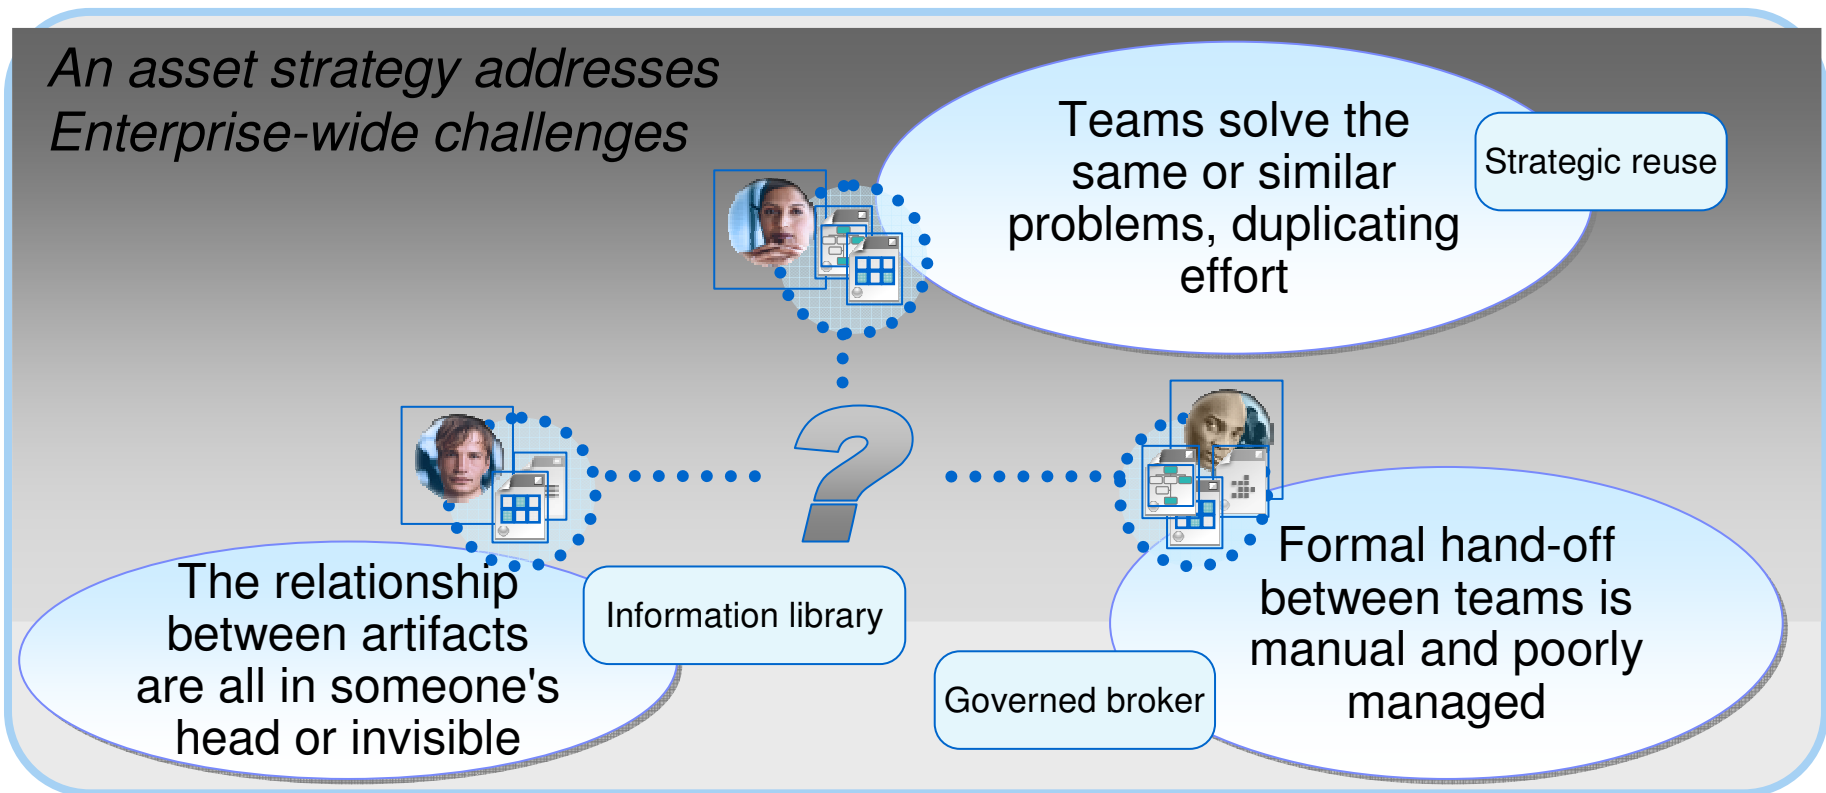 An asset strategy addresses
Enterprise-wide challenges
Teams solve the
same or similar
problems, duplicating
effort
Strategic reuse
?
The relationship
between artifacts
are all in someone's
head or invisible
Information library
Formal hand-off
between teams is
manual and poorly
managed
Governed broker